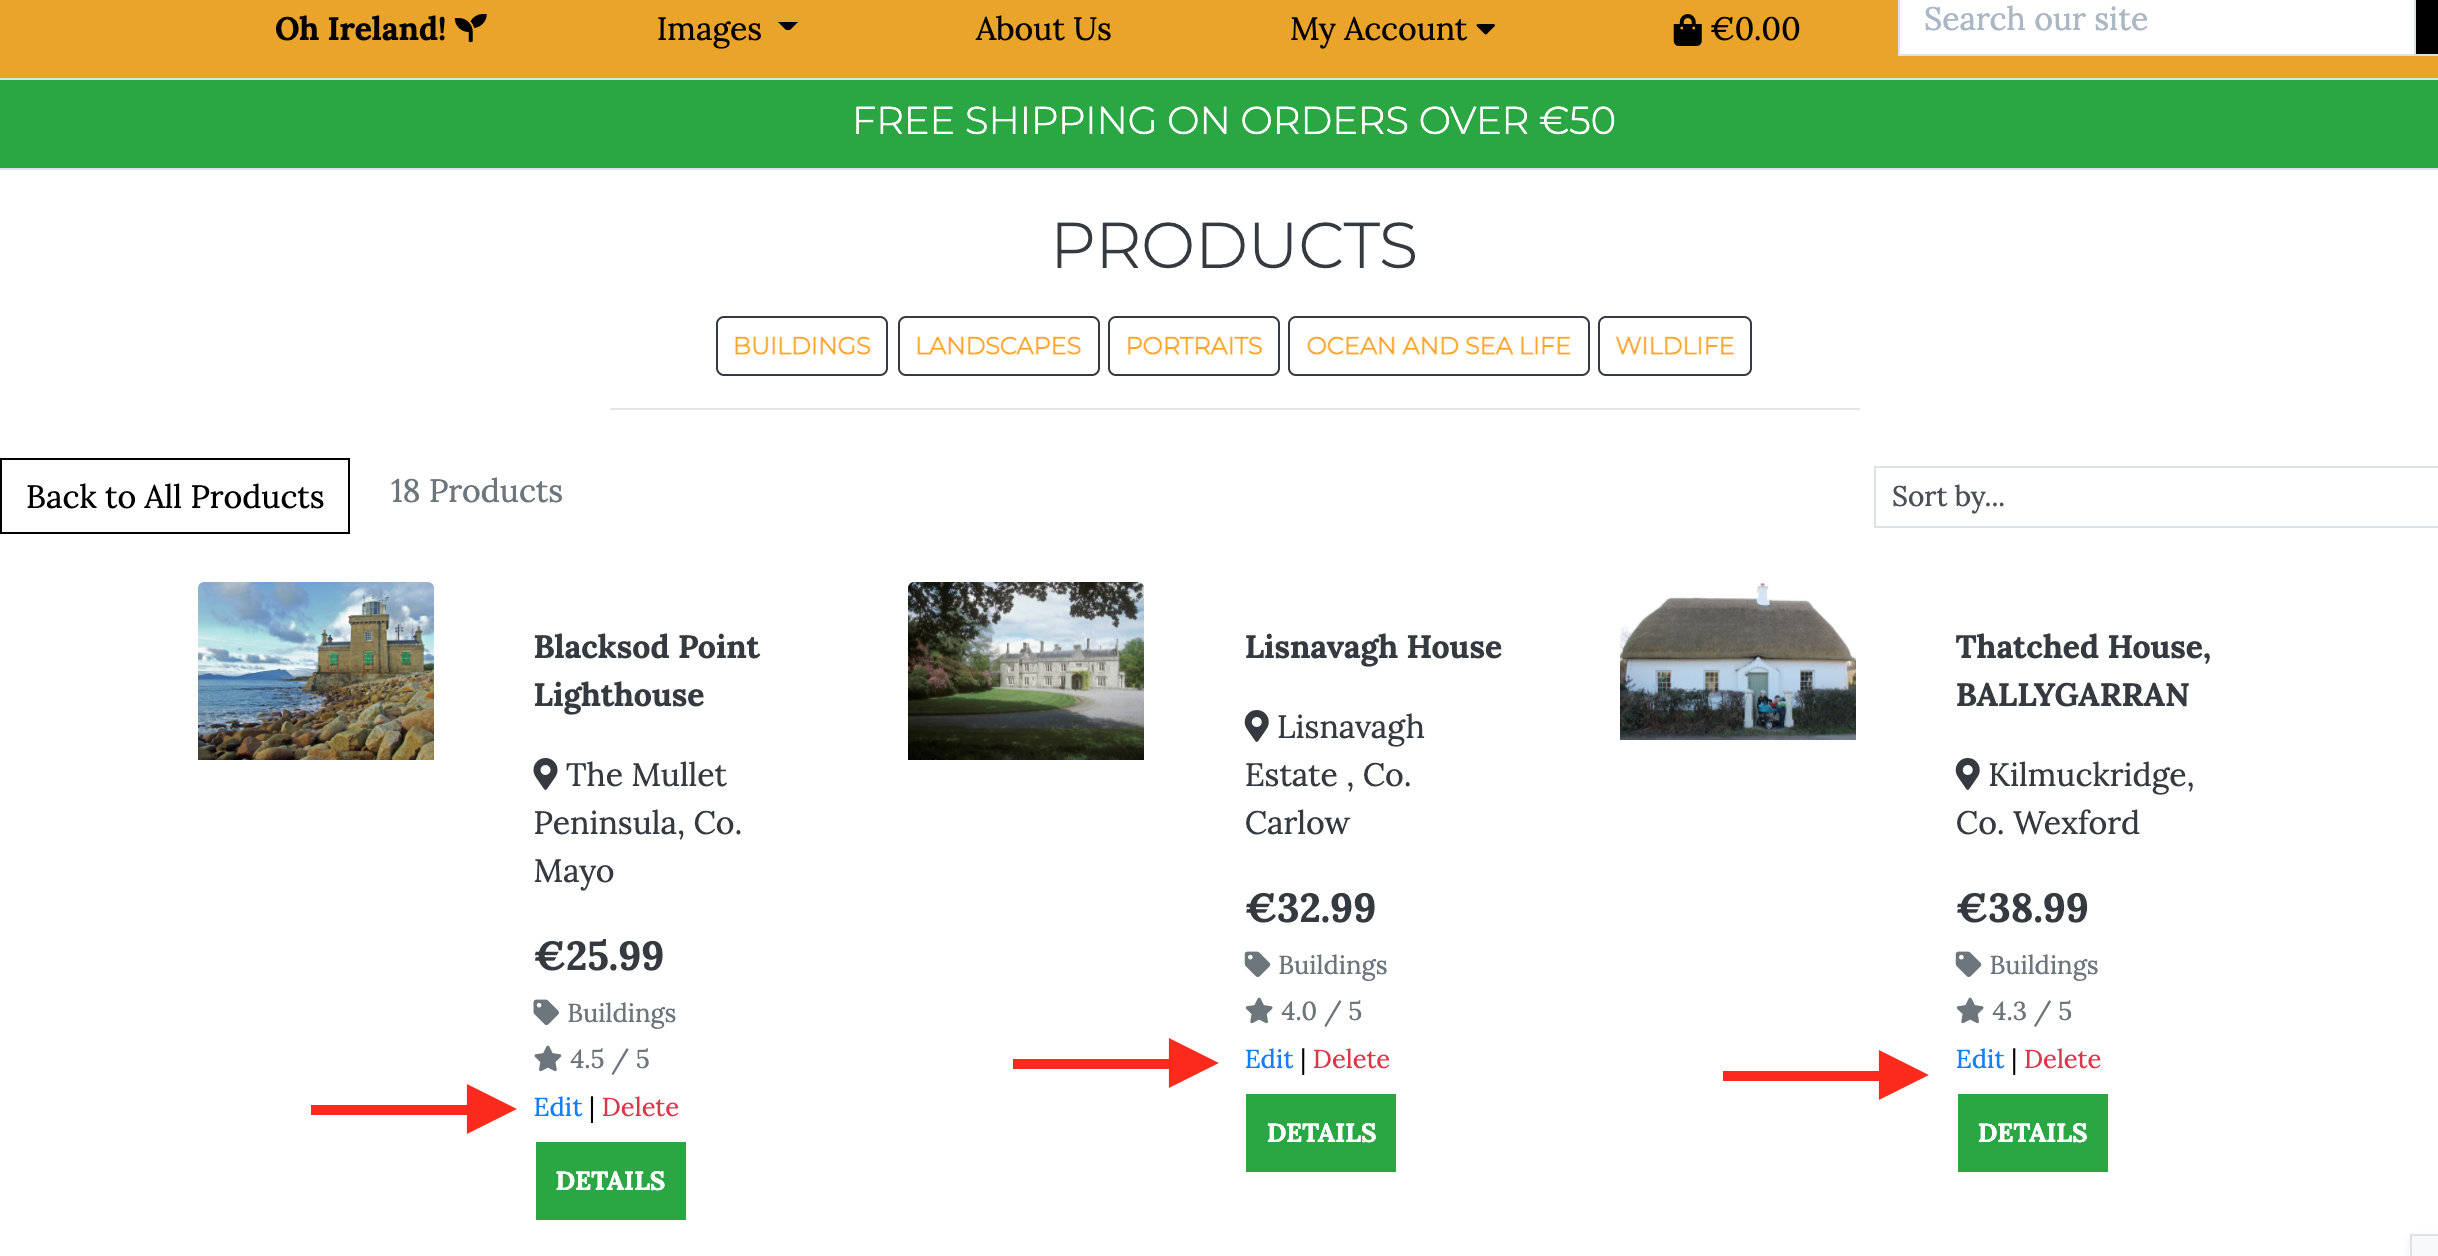 Oh Ireland!
Images
About Us
My Account
€0.00
Search our site
FREE SHIPPING ON ORDERS OVER €50
PRODUCTS
BUILDINGS
LANDSCAPES
PORTRAITS
OCEAN AND SEA LIFE
WILDLIFE
Back to All Products
18 Products
Sort by...
Blacksod Point
Lighthouse
The Mullet
Peninsula, Co.
Mayo
€25.99
Buildings
4.5 / 5
Edit | Delete
DETAILS
Lisnavagh House
Lisnavagh
Estate , Co.
Carlow
€32.99
Buildings
4.0 / 5
Edit | Delete
DETAILS
Thatched House,
BALLYGARRAN
Kilmuckridge,
Co. Wexford
€38.99
Buildings
4.3 / 5
Edit | Delete
DETAILS